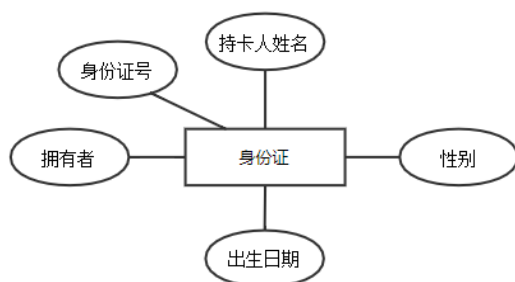 持卡人姓名
身份证号
拥有者
身份证
性别
出生日期